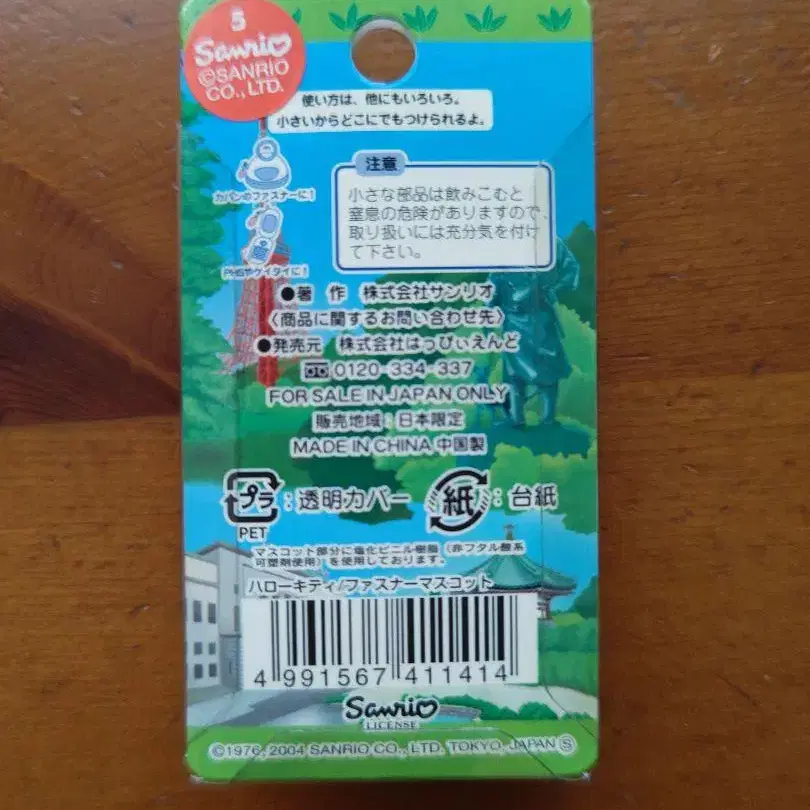 5
Sanrio
©SANRIO
CO., LTD.
使い方は、他にもいろいろ。
小さいからどこにでもつけられるよ。
カバンのファスナーに!
PHSやケイタイに!
注意
小さな部品は飲みこむと
窒息の危険がありますので、
取り扱いには充分気を付け
て下さい。
●著 作 株式会社サンリオ
〈商品に関するお問い合わせ先〉
●発売元 株式会社はっぴぃえんど
0120-334-337
FOR SALE IN JAPAN ONLY
販売地域:日本限定
MADE IN CHINA 中国製
プラ:透明カバー 紙:台紙
PET
マスコット部分に塩化ビニル樹脂(非フタル酸系
可塑剤使用)を使用しております。
ハローキティ/ファスナーマスコット
4 991567 411414
Sanrio
LICENSE
©1976, 2004 SANRIO CO., LTD. TOKYO, JAPAN Ⓢ